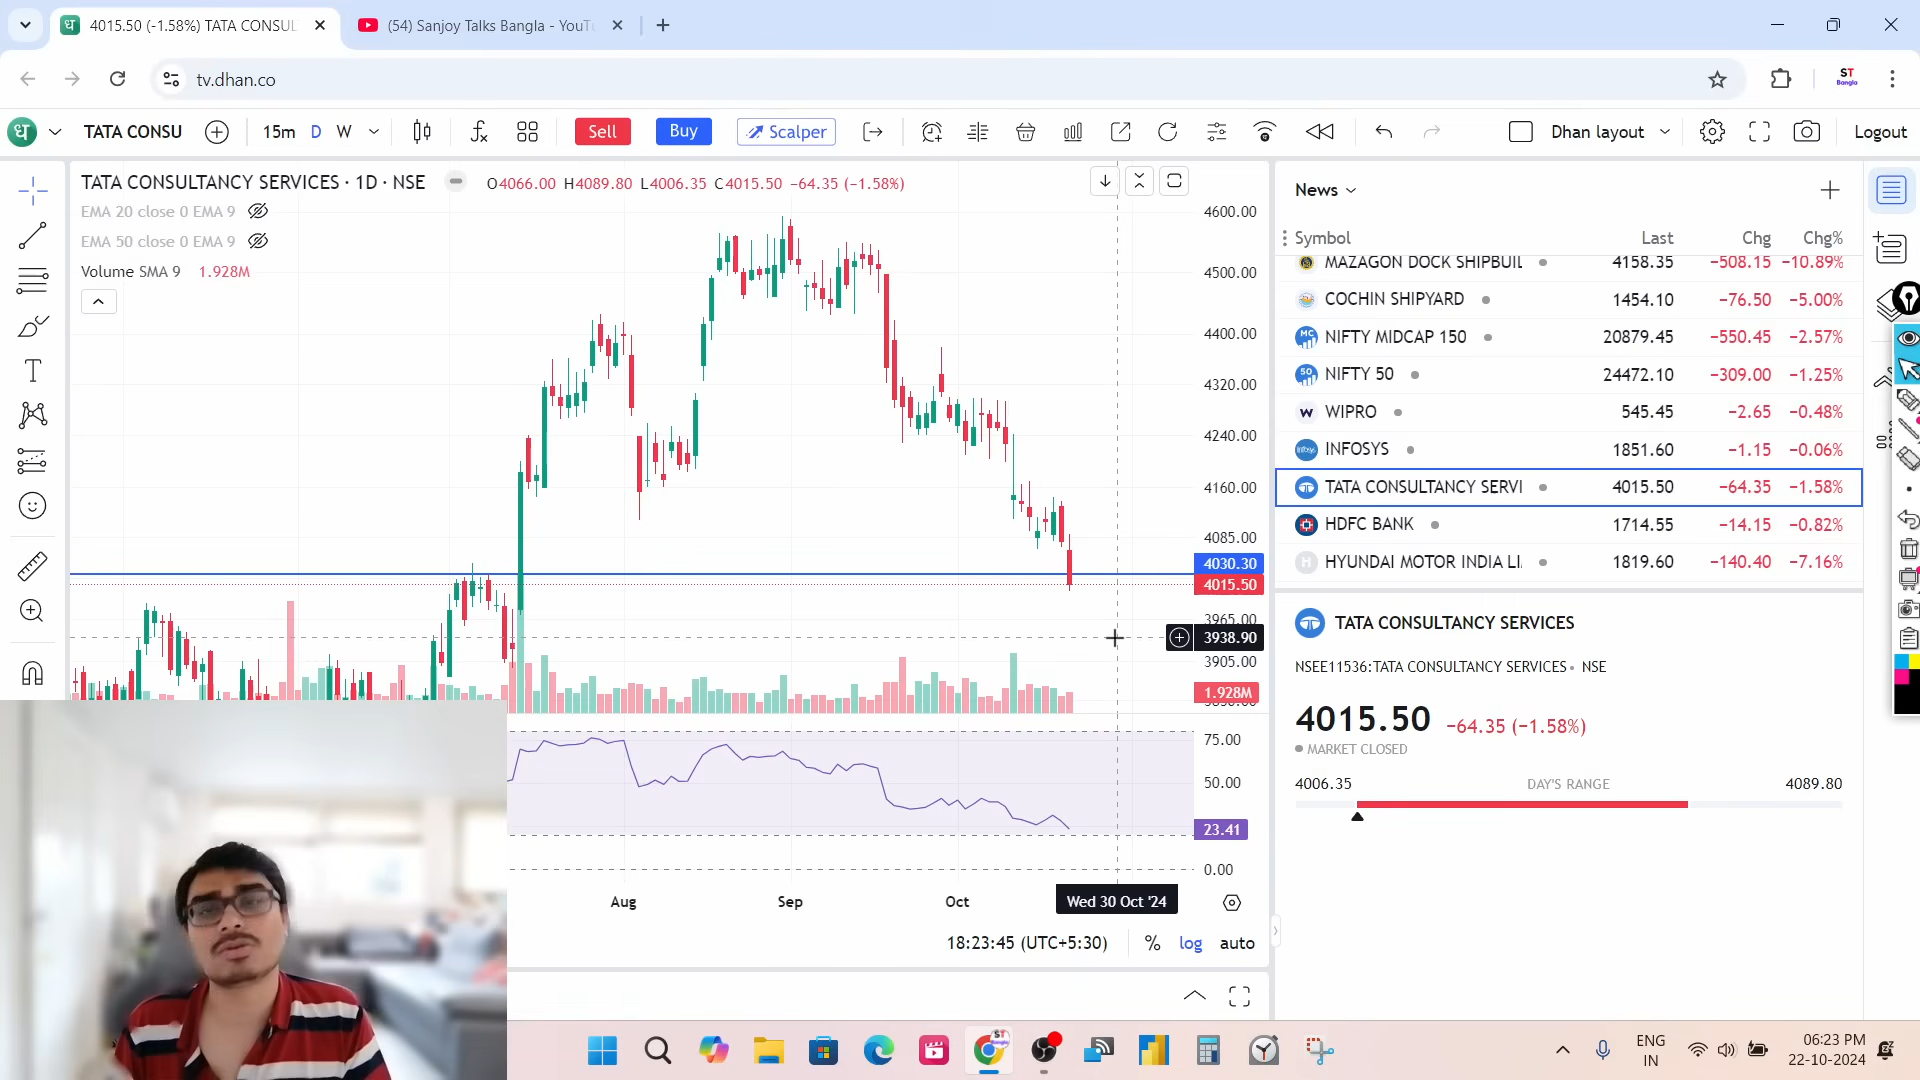 4015.50 (-1.58%) TATA CONSUL
(54) Sanjoy Talks Bangla - YouTu
tv.dhan.co
ST
Bangla
TATA CONSU
15m D W
Sell
Buy
Scalper
Dhan layout
Logout
TATA CONSULTANCY SERVICES · 1D · NSE
O4066.00 H4089.80 L4006.35 C4015.50 −64.35 (−1.58%)
EMA 20 close 0 EMA 9
EMA 50 close 0 EMA 9
Volume SMA 9 1.928M
4600.00
4500.00
4400.00
4320.00
4240.00
4160.00
4085.00
4030.30
4015.50
3965.00
3938.90
3905.00
1.928M
75.00
50.00
23.41
0.00
Aug
Sep
Oct
Wed 30 Oct '24
18:23:45 (UTC+5:30)
%
log
auto
News
Symbol Last Chg Chg%
MAZAGON DOCK SHIPBUIL 4158.35 −508.15 −10.89%
COCHIN SHIPYARD 1454.10 −76.50 −5.00%
NIFTY MIDCAP 150 20879.45 −550.45 −2.57%
NIFTY 50 24472.10 −309.00 −1.25%
WIPRO 545.45 −2.65 −0.48%
INFOSYS 1851.60 −1.15 −0.06%
TATA CONSULTANCY SERVI 4015.50 −64.35 −1.58%
HDFC BANK 1714.55 −14.15 −0.82%
HYUNDAI MOTOR INDIA LI 1819.60 −140.40 −7.16%
TATA CONSULTANCY SERVICES
NSEE11536:TATA CONSULTANCY SERVICES • NSE
4015.50 −64.35 (−1.58%)
MARKET CLOSED
4006.35 DAY'S RANGE 4089.80
ENG
IN
06:23 PM
22-10-2024